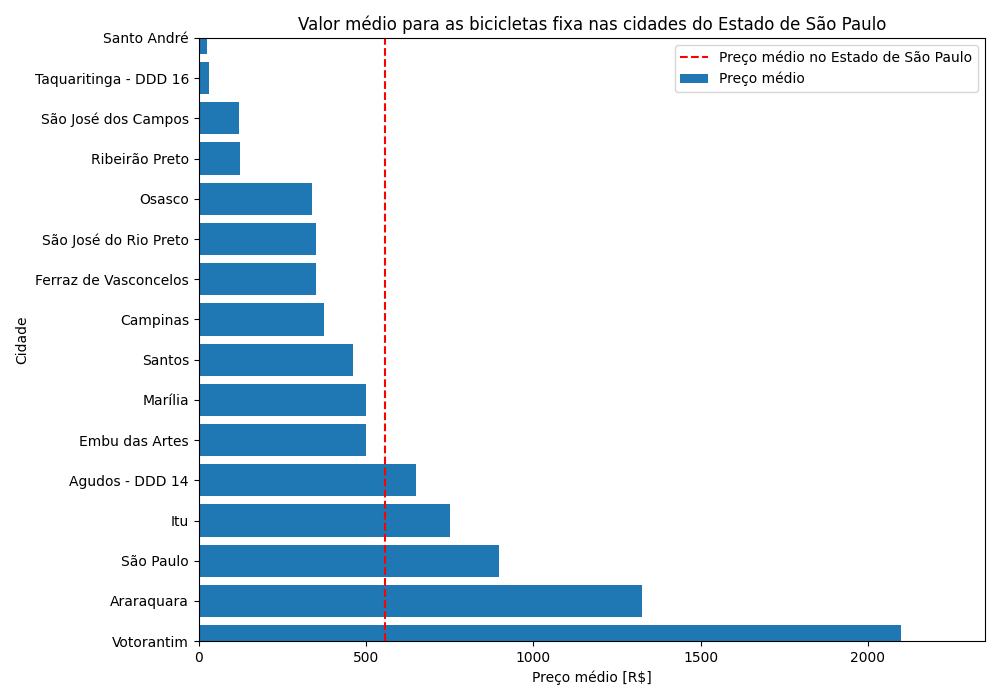 Valor médio para as bicicletas fixa nas cidades do Estado de São Paulo
Preço médio no Estado de São Paulo
Preço médio
Cidade
Santo André
Taquaritinga - DDD 16
São José dos Campos
Ribeirão Preto
Osasco
São José do Rio Preto
Ferraz de Vasconcelos
Campinas
Santos
Marília
Embu das Artes
Agudos - DDD 14
Itu
São Paulo
Araraquara
Votorantim
0 500 1000 1500 2000
Preço médio [R$]